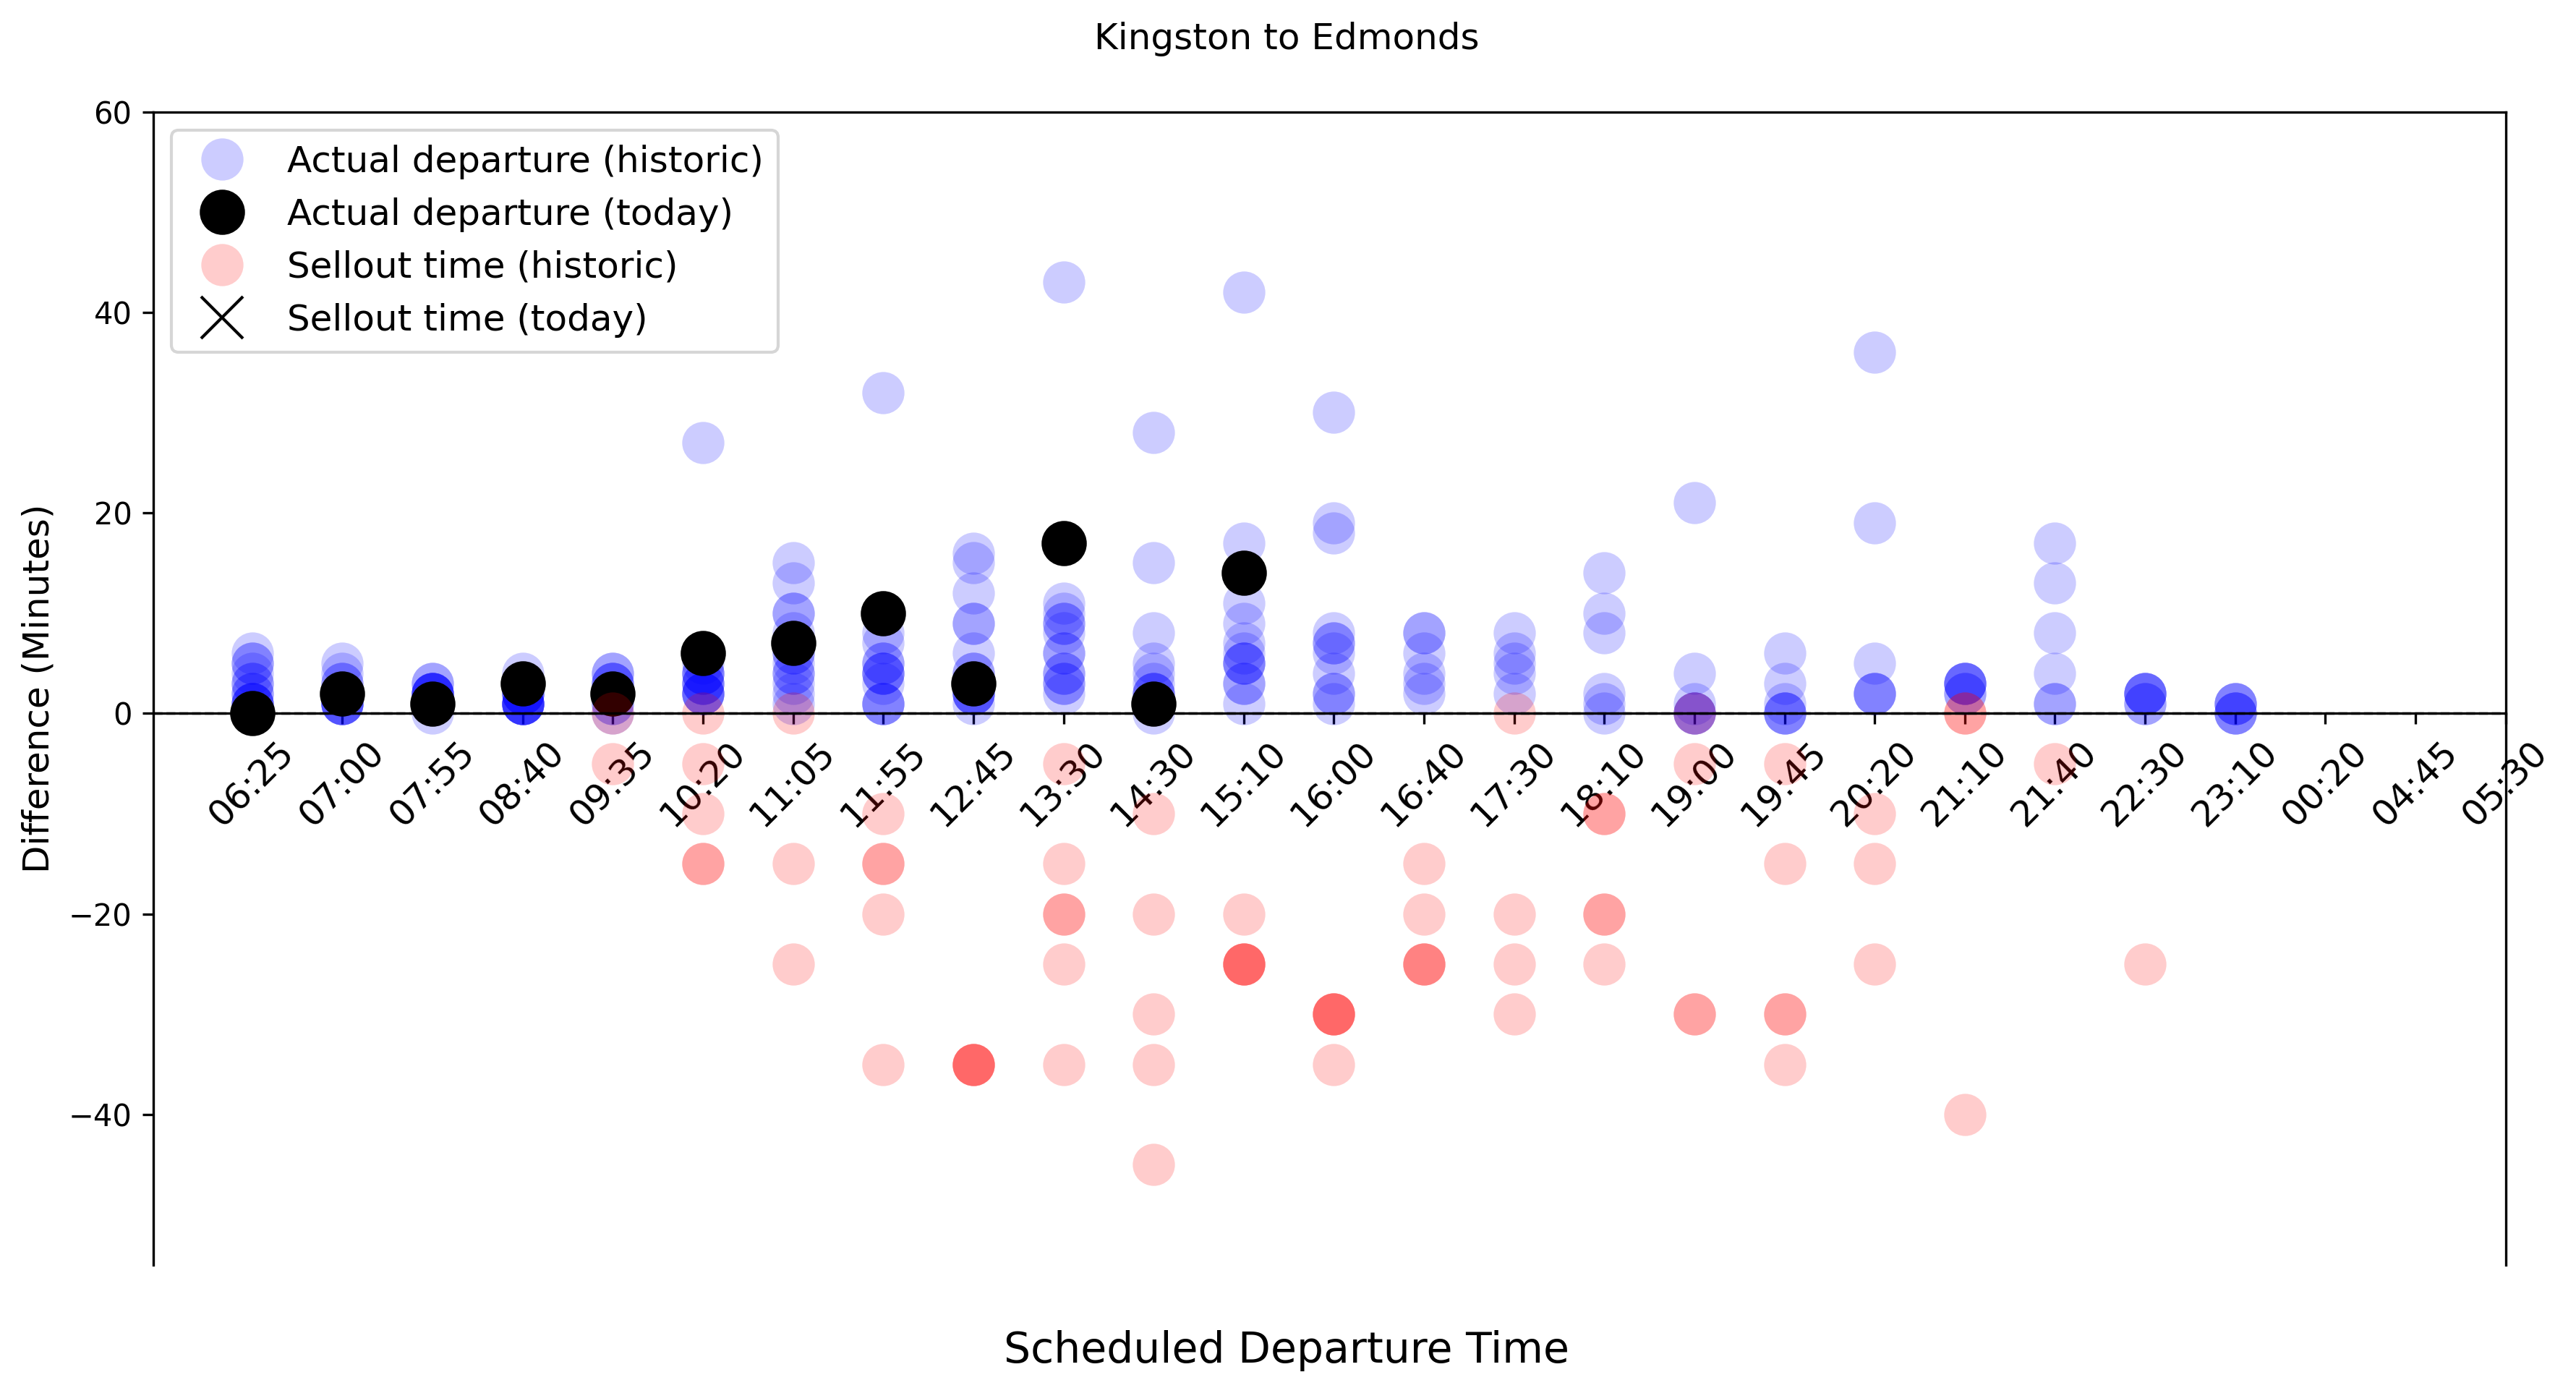 Kingston to Edmonds
60
Actual departure (historic)
Actual departure (today)
Sellout time (historic)
Sellout time (today)
40
20
0
−20
−40
Difference (Minutes)
06:25 07:00 07:55 08:40 09:35 10:20 11:05 11:55 12:45 13:30 14:30 15:10 16:00 16:40 17:30 18:10 19:00 19:45 20:20 21:10 21:40 22:30 23:10 00:20 04:45 05:30
Scheduled Departure Time